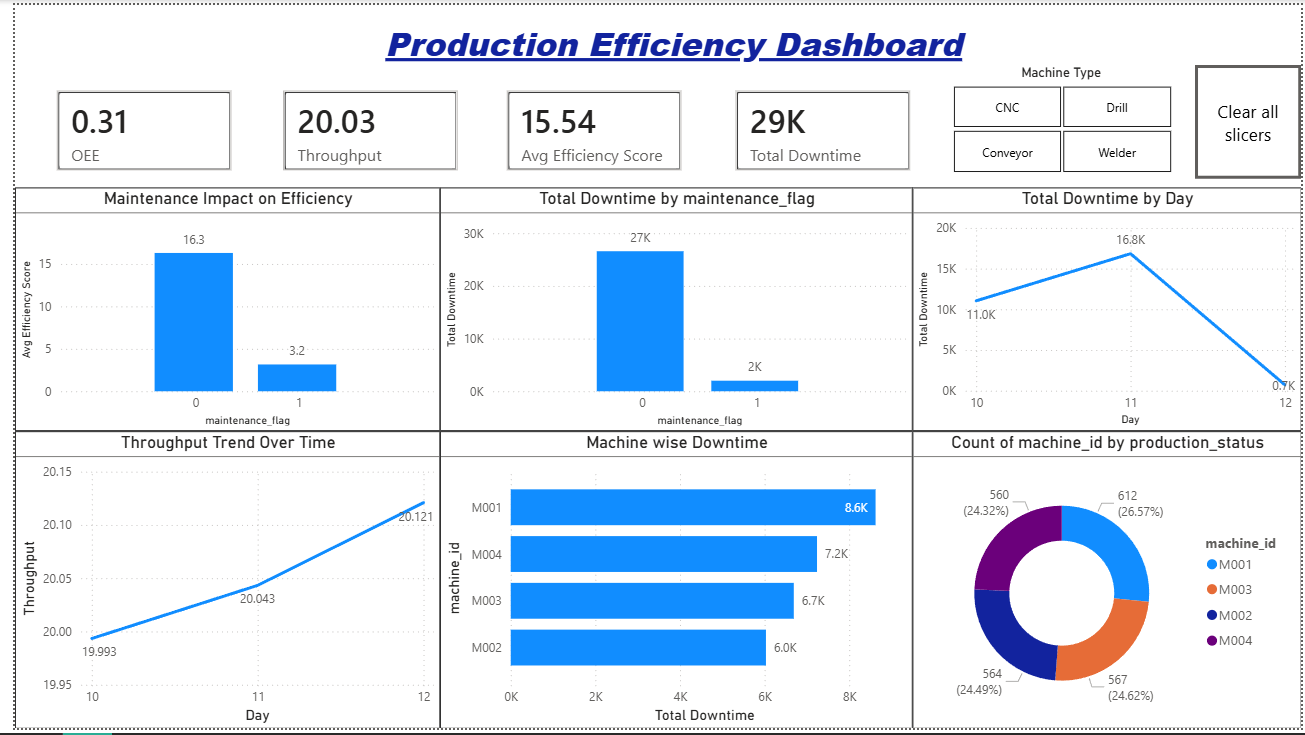 Production Efficiency Dashboard
0.31
OEE
20.03
Throughput
15.54
Avg Efficiency Score
29K
Total Downtime
Machine Type
CNC
Drill
Conveyor
Welder
Clear all
slicers
Maintenance Impact on Efficiency
Avg Efficiency Score
15
10
5
0
16.3
3.2
0
1
maintenance_flag
Total Downtime by maintenance_flag
Total Downtime
30K
20K
10K
0K
27K
2K
0
1
maintenance_flag
Total Downtime by Day
Total Downtime
20K
15K
10K
5K
0K
11.0K
16.8K
0.7K
10
11
12
Day
Throughput Trend Over Time
Throughput
20.15
20.10
20.05
20.00
19.95
19.993
20.043
20.121
10
11
12
Day
Machine wise Downtime
machine_id
M001
8.6K
M004
7.2K
M003
6.7K
M002
6.0K
0K
2K
4K
6K
8K
Total Downtime
Count of machine_id by production_status
560
(24.32%)
612
(26.57%)
564
(24.49%)
567
(24.62%)
machine_id
M001
M003
M002
M004